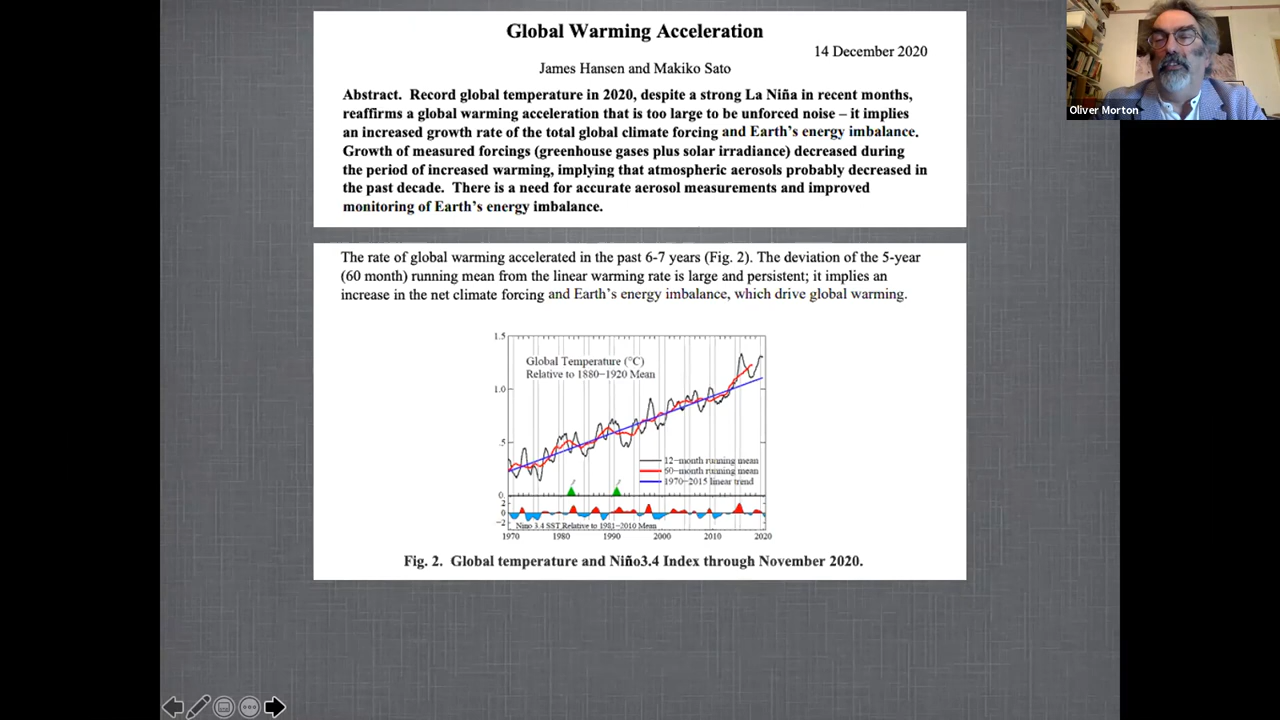 Global Warming Acceleration
14 December 2020
James Hansen and Makiko Sato
Abstract. Record global temperature in 2020, despite a strong La Niña in recent months,
reaffirms a global warming acceleration that is too large to be unforced noise – it implies
an increased growth rate of the total global climate forcing and Earth's energy imbalance.
Growth of measured forcings (greenhouse gases plus solar irradiance) decreased during
the period of increased warming, implying that atmospheric aerosols probably decreased in
the past decade. There is a need for accurate aerosol measurements and improved
monitoring of Earth's energy imbalance.
Oliver Morton
The rate of global warming accelerated in the past 6-7 years (Fig. 2). The deviation of the 5-year
(60 month) running mean from the linear warming rate is large and persistent; it implies an
increase in the net climate forcing and Earth's energy imbalance, which drive global warming.
1.5
Global Temperature (°C)
Relative to 1880−1920 Mean
1.0
.5
12−month running mean
60−month running mean
1970−2015 linear trend
0.
2
0
−2
Nino 3.4 SST Relative to 1981−2010 Mean
1970 1980 1990 2000 2010 2020
Fig. 2. Global temperature and Niño3.4 Index through November 2020.